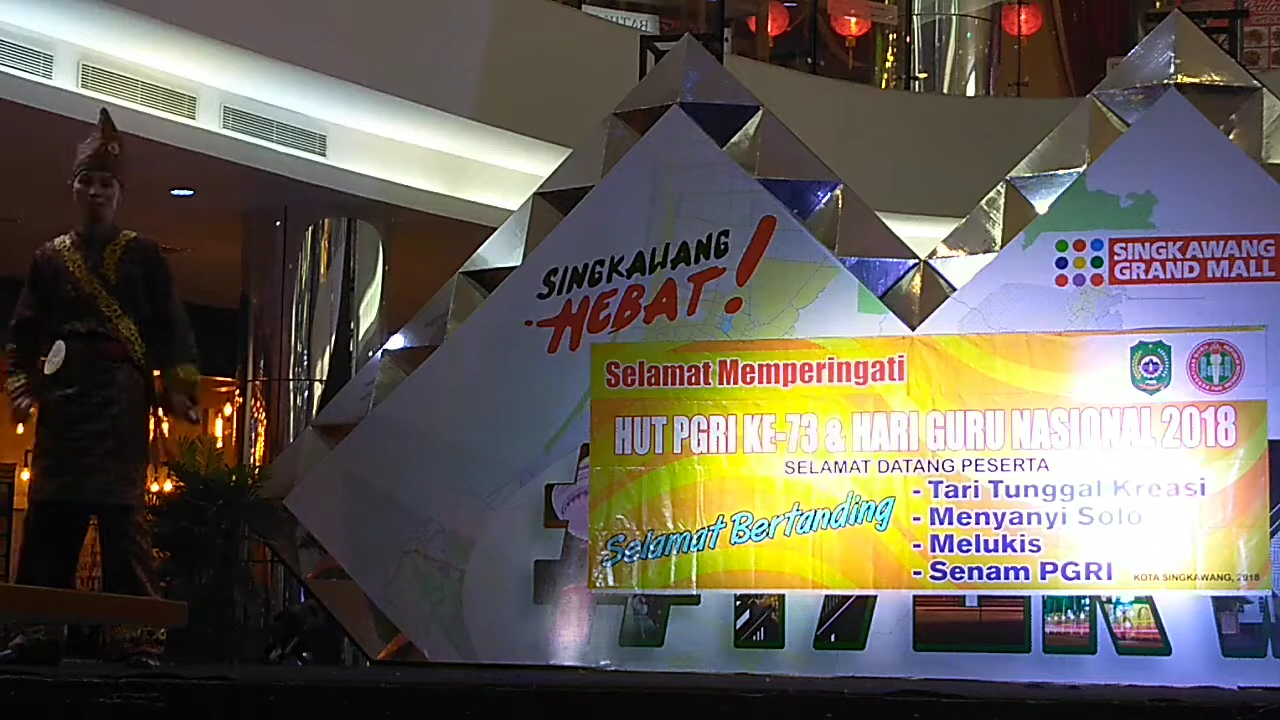 SINGKAWANG
HEBAT!
SINGKAWANG
GRAND MALL
Selamat Memperingati
HUT PGRI KE-73 & HARI GURU NASIONAL 2018
SELAMAT DATANG PESERTA
Selamat Bertanding
- Tari Tunggal Kreasi
- Menyanyi Solo
- Melukis
- Senam PGRI
KOTA SINGKAWANG, 2018